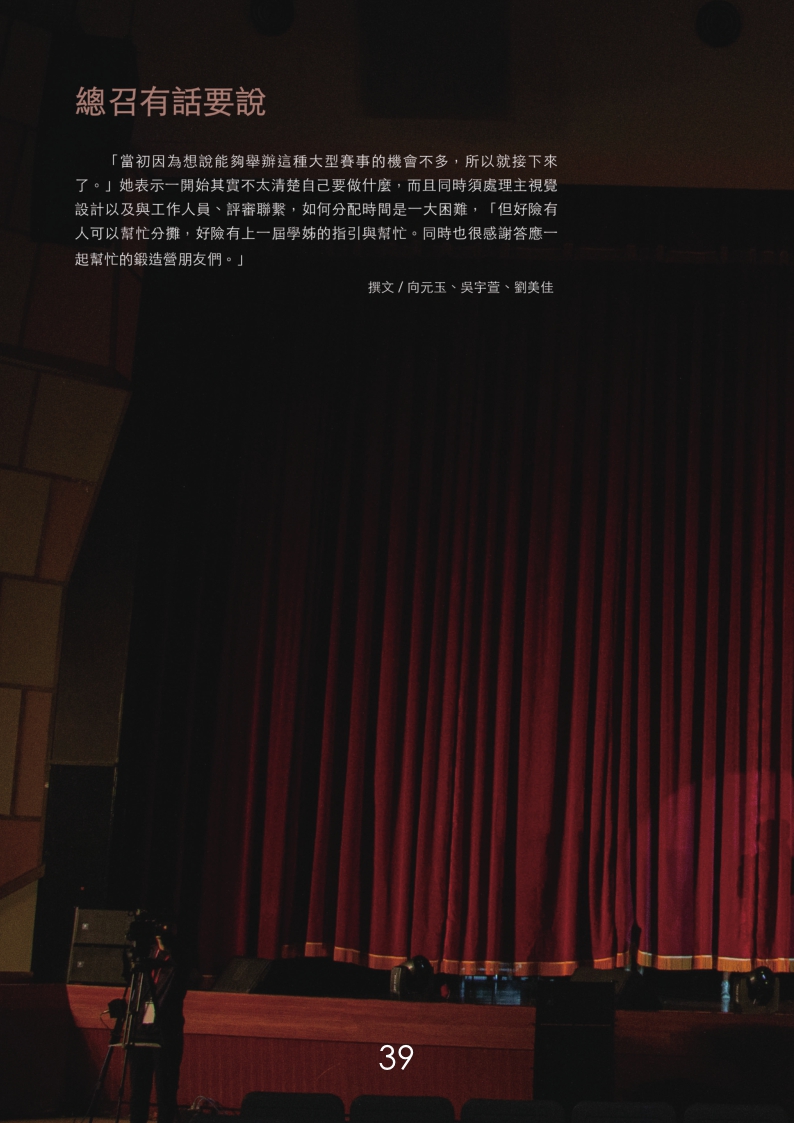 總召有話要說
「當初因為想說能夠舉辦這種大型賽事的機會不多，所以就接下來
了。」她表示一開始其實不太清楚自己要做什麼，而且同時須處理主視覺
設計以及與工作人員、評審聯繫，如何分配時間是一大困難，「但好險有
人可以幫忙分攤，好險有上一屆學姊的指引與幫忙。同時也很感謝答應一
起幫忙的鍛造營朋友們。」
撰文 / 向元玉、吳宇萱、劉美佳
39